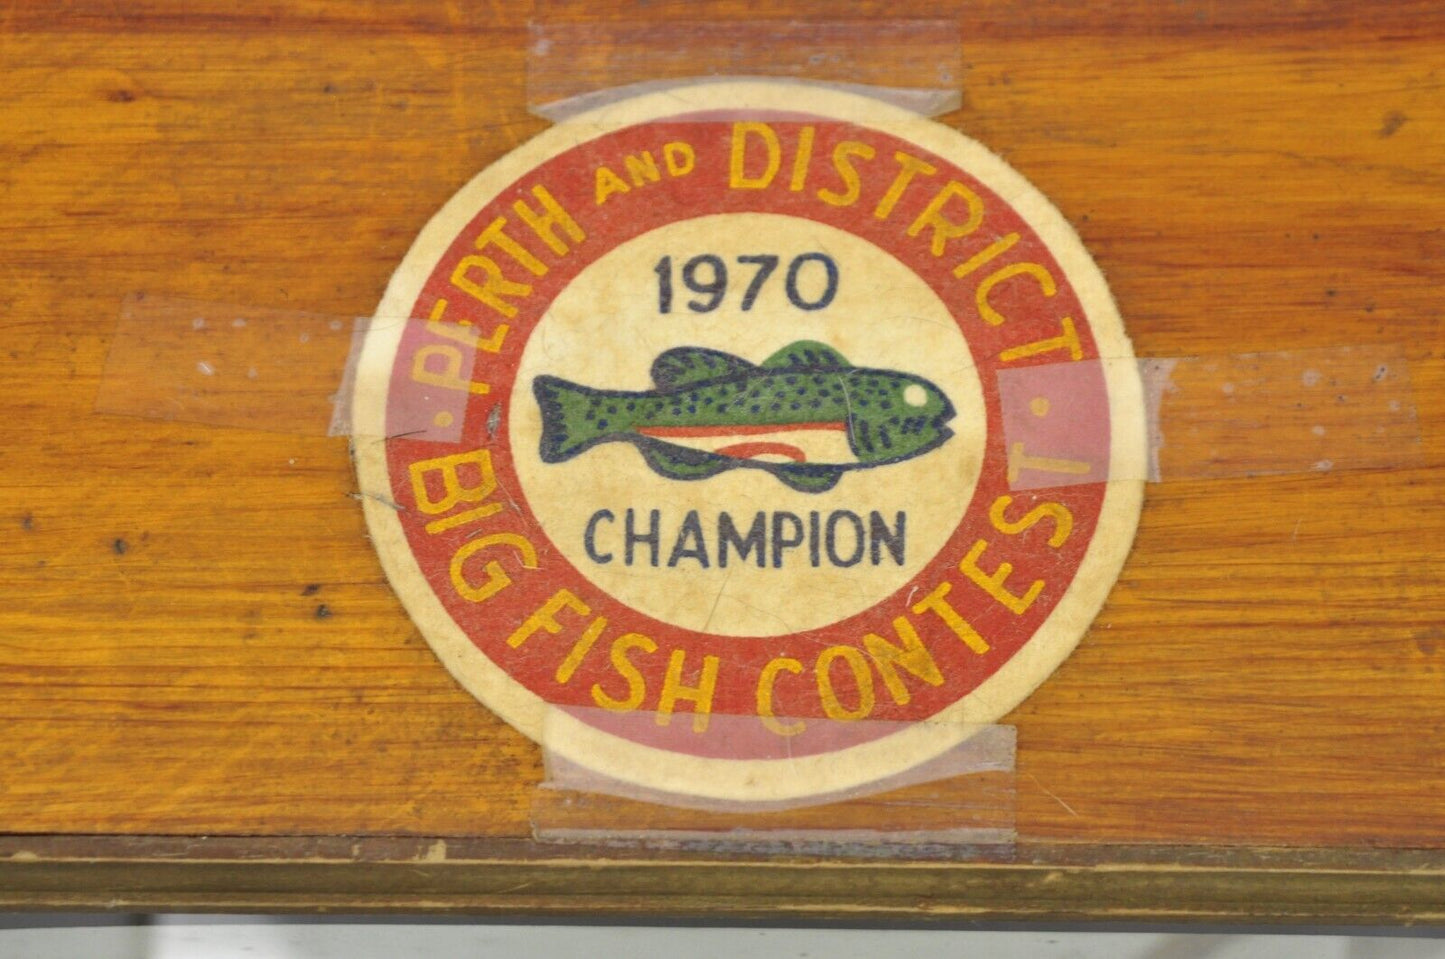 · PERTH AND DISTRICT ·
1970
CHAMPION
BIG FISH CONTEST